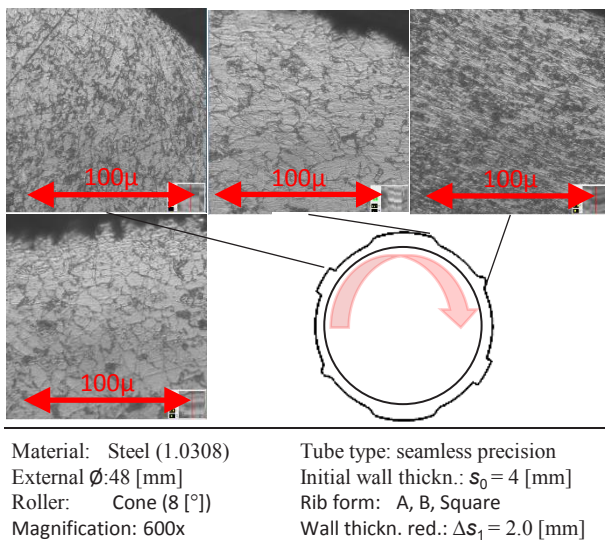 100μ
100μ
100μ
100μ
Material: Steel (1.0308)
Tube type: seamless precision
External Ø:48 [mm]
Initial wall thickn.: s0 = 4 [mm]
Roller: Cone (8 [°])
Rib form: A, B, Square
Magnification: 600x
Wall thickn. red.: Δs1 = 2.0 [mm]